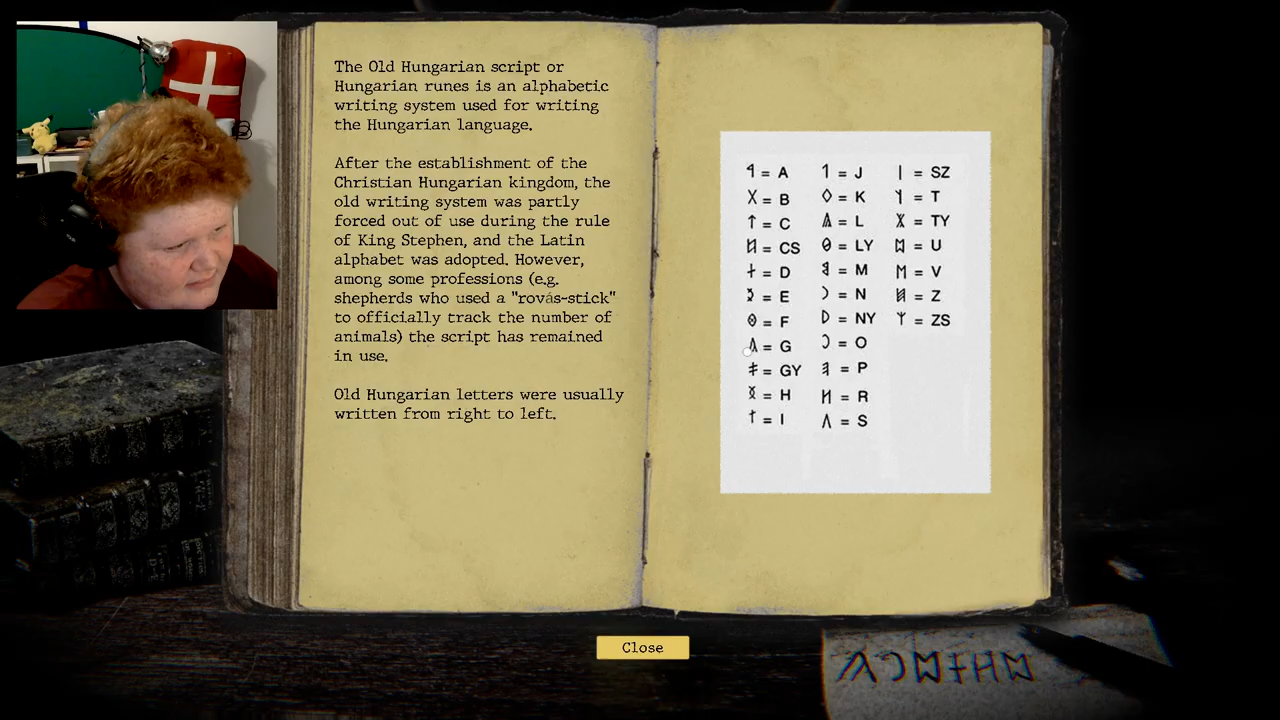 The Old Hungarian script or
Hungarian runes is an alphabetic
writing system used for writing
the Hungarian language.
After the establishment of the
Christian Hungarian kingdom, the
old writing system was partly
forced out of use during the rule
of King Stephen, and the Latin
alphabet was adopted. However,
among some professions (e.g.
shepherds who used a "rovás-stick"
to officially track the number of
animals) the script has remained
in use.
Old Hungarian letters were usually
written from right to left.
= A
= B
= C
= CS
= D
= E
= F
= G
= GY
= H
= I
= J
= K
= L
= LY
= M
= N
= NY
= O
= P
= R
= S
= SZ
= T
= TY
= U
= V
= Z
= ZS
Close